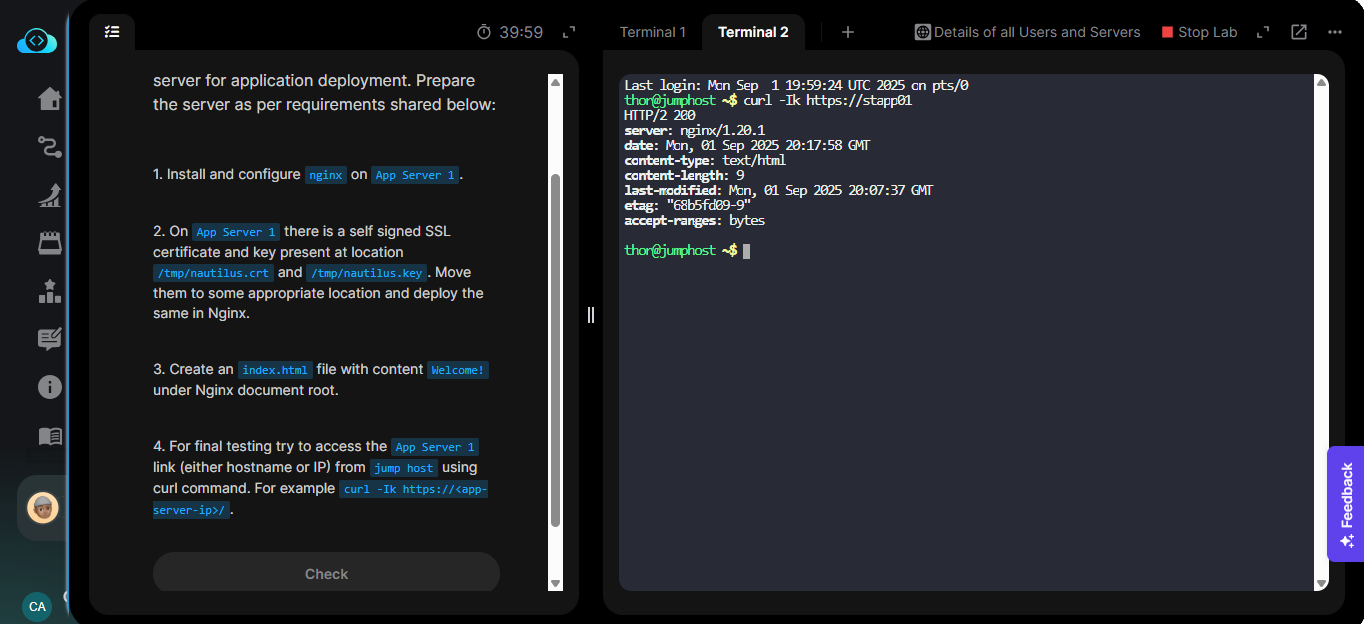 39:59
server for application deployment. Prepare
the server as per requirements shared below:
1. Install and configure nginx on App Server 1.
2. On App Server 1 there is a self signed SSL
certificate and key present at location
/tmp/nautilus.crt and /tmp/nautilus.key. Move
them to some appropriate location and deploy the
same in Nginx.
3. Create an index.html file with content Welcome!
under Nginx document root.
4. For final testing try to access the App Server 1
link (either hostname or IP) from jump host using
curl command. For example curl -Ik https://<app-
server-ip>/.
Check
CA
Terminal 1
Terminal 2
Details of all Users and Servers
Stop Lab
Last login: Mon Sep  1 19:59:24 UTC 2025 on pts/0
thor@jumphost ~$ curl -Ik https://stapp01
HTTP/2 200
server: nginx/1.20.1
date: Mon, 01 Sep 2025 20:17:58 GMT
content-type: text/html
content-length: 9
last-modified: Mon, 01 Sep 2025 20:07:37 GMT
etag: "68b5fd09-9"
accept-ranges: bytes
thor@jumphost ~$
Feedback